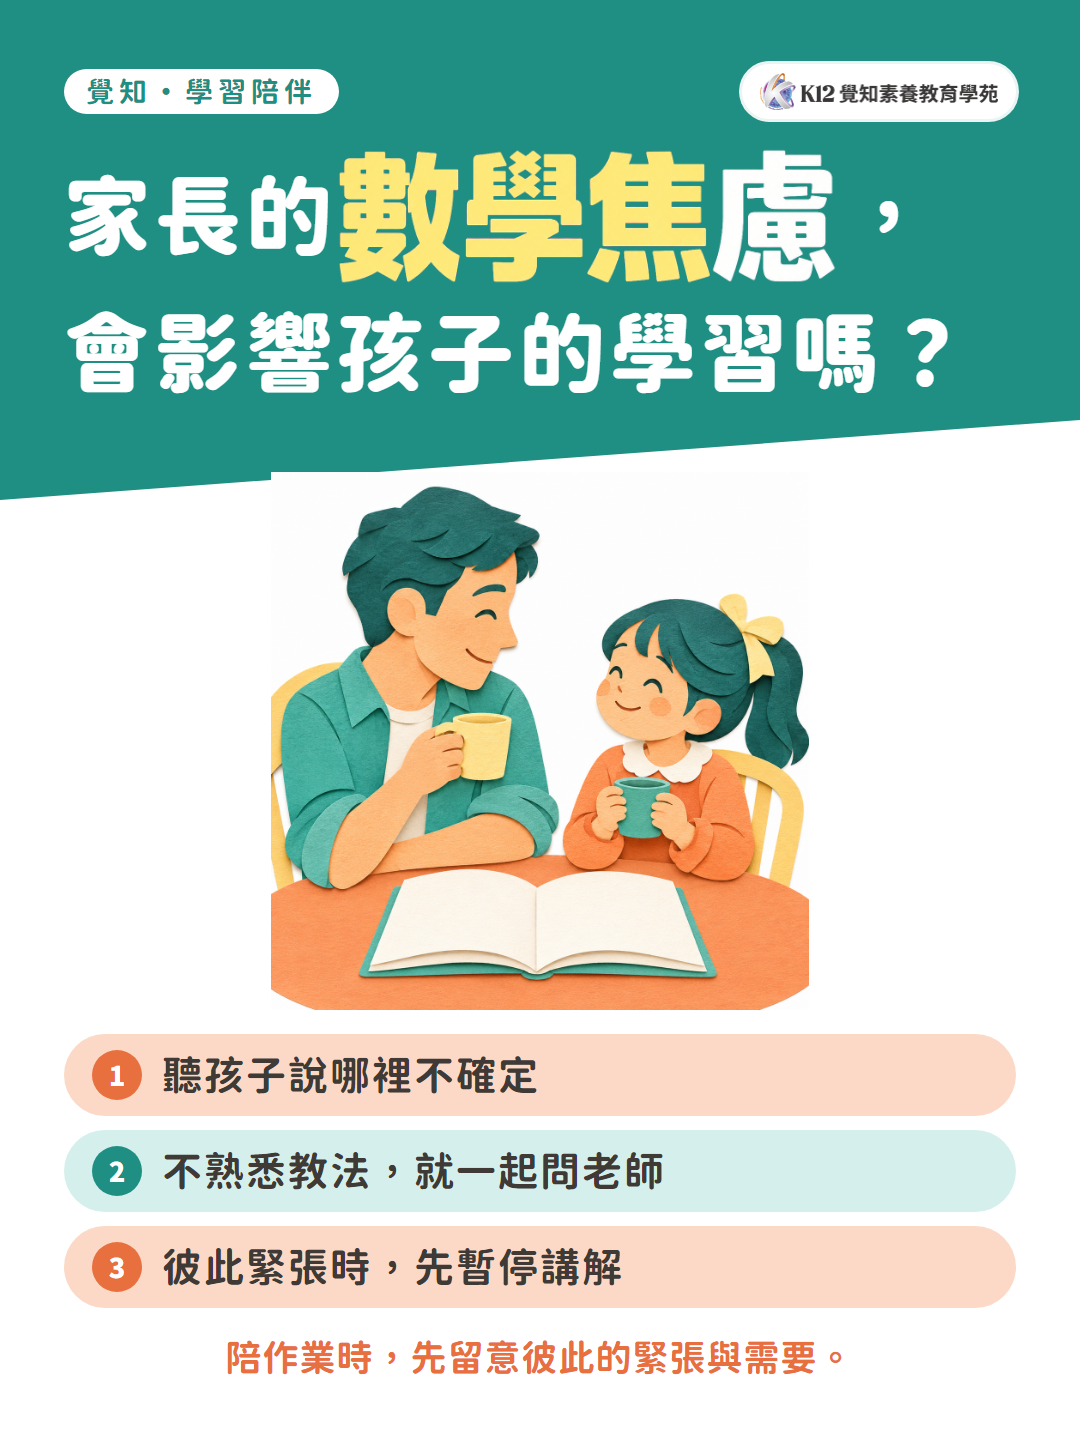 覺知・學習陪伴
K12 覺知素養教育學苑
家長的數學焦慮，
會影響孩子的學習嗎？
1 聽孩子說哪裡不確定
2 不熟悉教法，就一起問老師
3 彼此緊張時，先暫停講解
陪作業時，先留意彼此的緊張與需要。